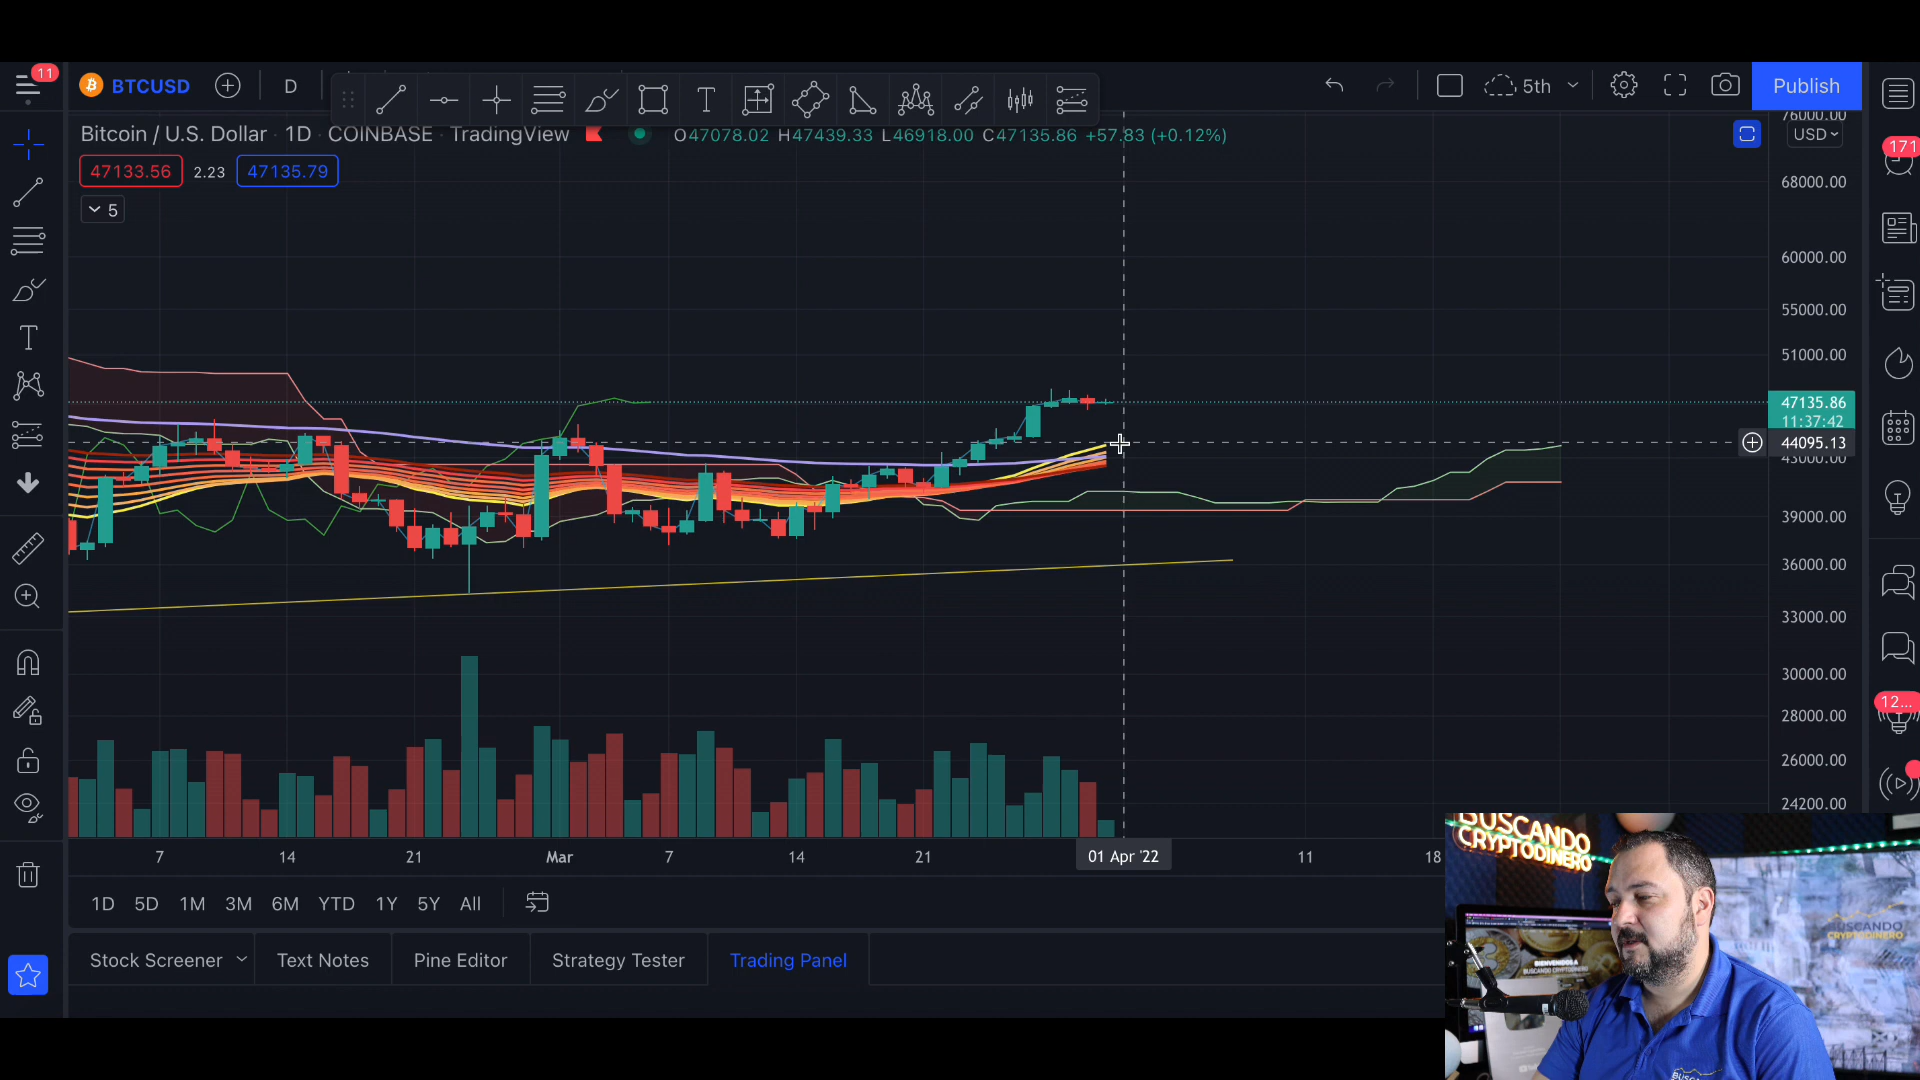 11
BTCUSD
D
5th
Publish
Bitcoin / U.S. Dollar · 1D · COINBASE · TradingView
O47078.02 H47439.33 L46918.00 C47135.86 +57.83 (+0.12%)
47133.56 2.23 47135.79
5
76000.00
USD
68000.00
60000.00
55000.00
51000.00
47135.86
11:37:42
44095.13
43000.00
39000.00
36000.00
33000.00
30000.00
28000.00
26000.00
24200.00
171
12...
7 14 21 Mar 7 14 21 01 Apr '22 11 18
1D 5D 1M 3M 6M YTD 1Y 5Y All
Stock Screener Text Notes Pine Editor Strategy Tester Trading Panel
T
T
BUSCANDO
CRYPTODINERO
BUSCANDO
CRYPTODINERO
BIENVENIDOS A
BUSCANDO CRYPTODINERO